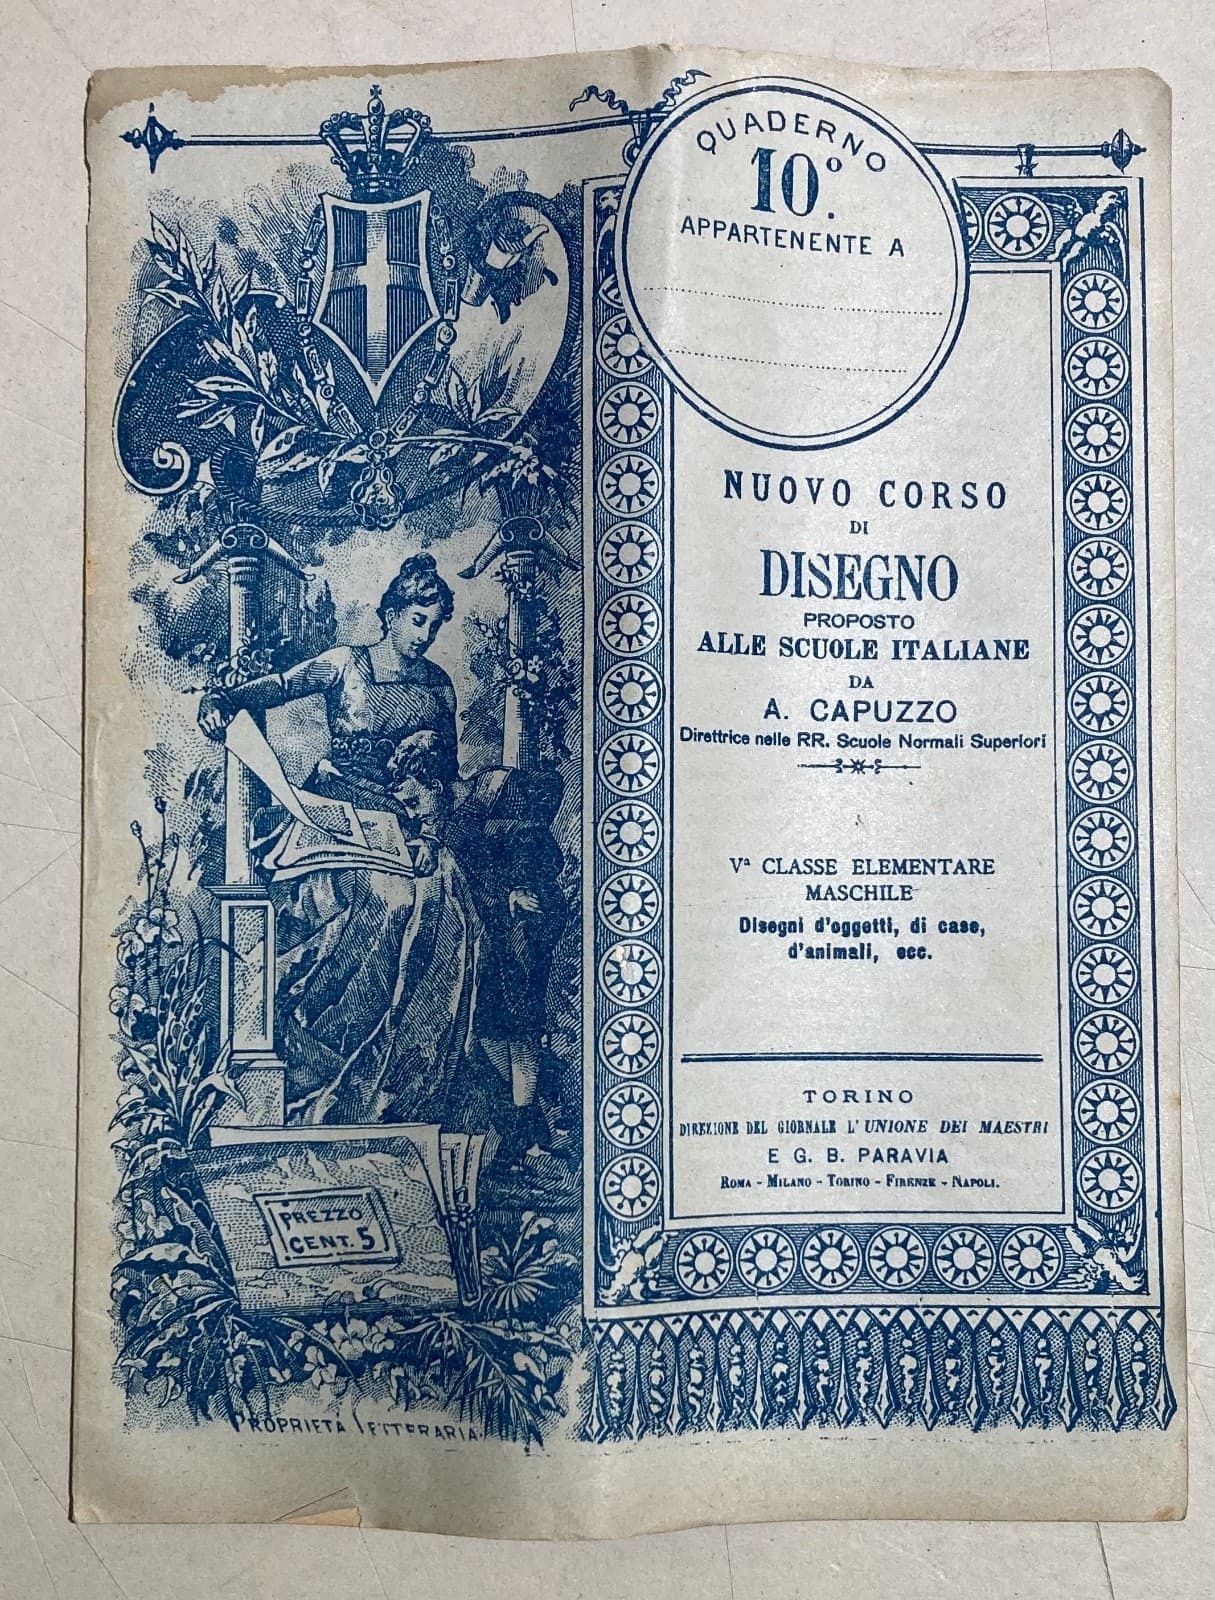 QUADERNO
10º.
APPARTENENTE A
NUOVO CORSO
DI
DISEGNO
PROPOSTO
ALLE SCUOLE ITALIANE
DA
A. CAPUZZO
Direttrice nelle RR. Scuole Normali Superiori
Vª CLASSE ELEMENTARE
MASCHILE
Disegni d'oggetti, di case,
d'animali, ecc.
TORINO
DIREZIONE DEL GIORNALE L'UNIONE DEI MAESTRI
E G. B. PARAVIA
ROMA - MILANO - TORINO - FIRENZE - NAPOLI.
PREZZO
CENT. 5
PROPRIETÀ LETTERARIA